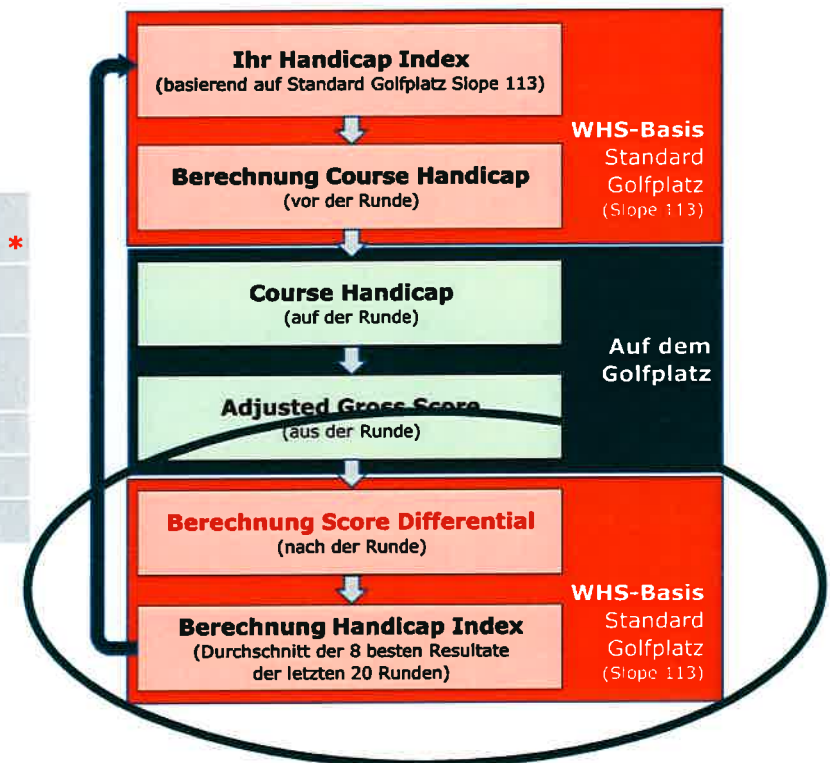 Ihr Handicap Index
(basierend auf Standard Golfplatz Slope 113)
Berechnung Course Handicap
(vor der Runde)
WHS-Basis
Standard
Golfplatz
(Slope 113)
*
Course Handicap
(auf der Runde)
Adjusted Gross Score
(aus der Runde)
Auf dem
Golfplatz
Berechnung Score Differential
(nach der Runde)
Berechnung Handicap Index
(Durchschnitt der 8 besten Resultate
der letzten 20 Runden)
WHS-Basis
Standard
Golfplatz
(Slope 113)